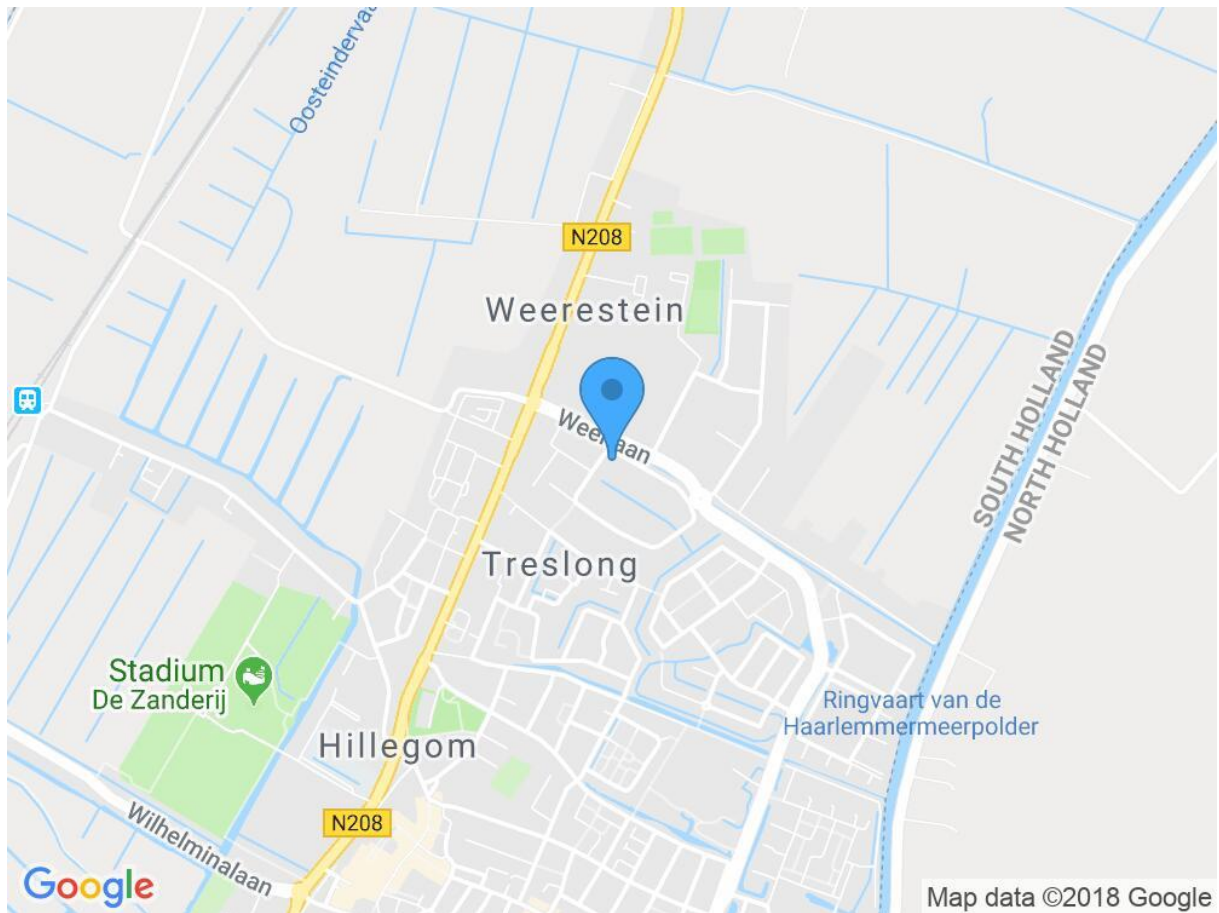 Oosteindervaa
N208
Weerestein
Weerlaan
SOUTH HOLLAND
NORTH HOLLAND
Treslong
Stadium
De Zanderij
Ringvaart van de
Haarlemmermeerpolder
Hillegom
N208
Wilhelminalaan
Google
Map data ©2018 Google